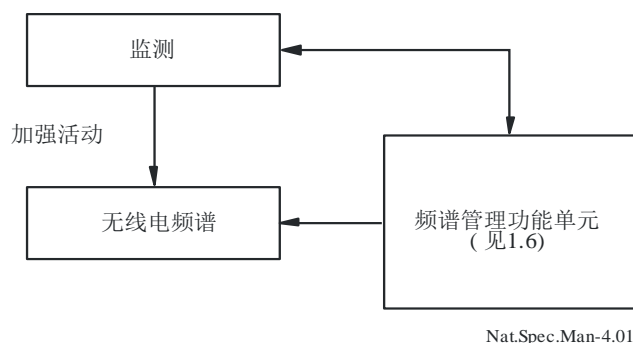 监测
加强活动
无线电频谱
频谱管理功能单元
( 见1.6)
Nat.Spec.Man-4.01